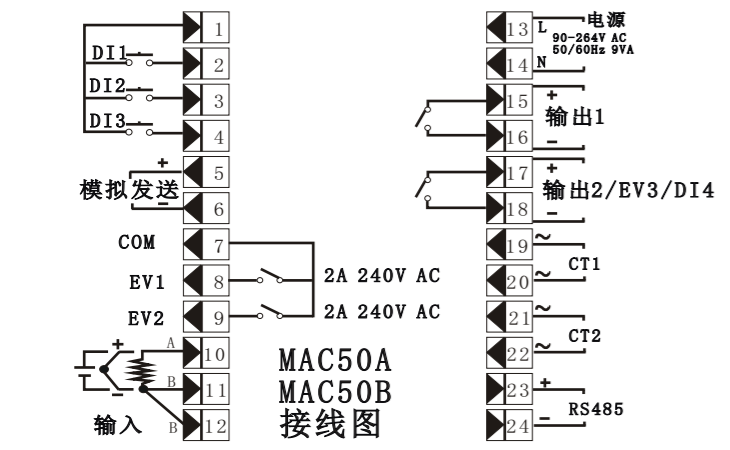 1
DI1
2
DI2
3
DI3
4
+
5
模拟发送
−
6
COM
7
EV1
8
2A 240V AC
EV2
9
2A 240V AC
+
A
10
B
11
−
输入
B
12
MAC50A
MAC50B
接线图
13
L
电源
90-264V AC
50/60Hz 9VA
14
N
15
+
输出1
16
−
17
+
输出2/EV3/DI4
18
−
19
~
CT1
20
~
21
~
CT2
22
~
23
+
RS485
24
−